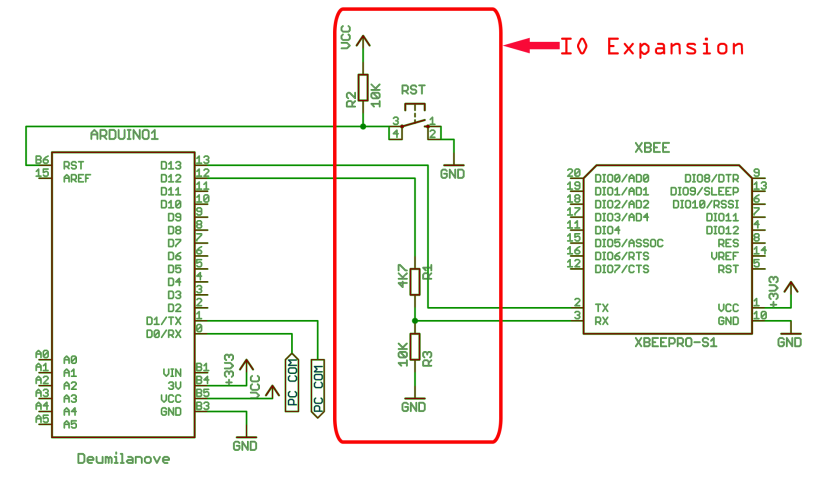 VCC
IO Expansion
R2
10K
RST
3
1
4
2
GND
ARDUINO1
B6
RST
15
AREF
D13
13
D12
12
D11
11
D10
10
D9
9
D8
8
D7
7
D6
6
D5
5
D4
4
D3
3
D2
2
D1/TX
1
D0/RX
0
A0
A0
A1
A1
A2
A2
A3
A3
A4
A4
A5
A5
VIN
B1
3V
B4
VCC
B5
GND
B3
+3V3
VCC
PC COM
PC COM
GND
Deumilanove
4K7
R1
10K
R3
GND
XBEE
20
DIO0/AD0
19
DIO1/AD1
18
DIO2/AD2
17
DIO3/AD4
11
DIO4
15
DIO5/ASSOC
16
DIO6/RTS
12
DIO7/CTS
2
TX
3
RX
DIO8/DTR
9
DIO9/SLEEP
13
DIO10/RSSI
6
DIO11
7
DIO12
4
RES
8
VREF
14
RST
5
VCC
1
GND
10
+3V3
GND
XBEEPRO-S1